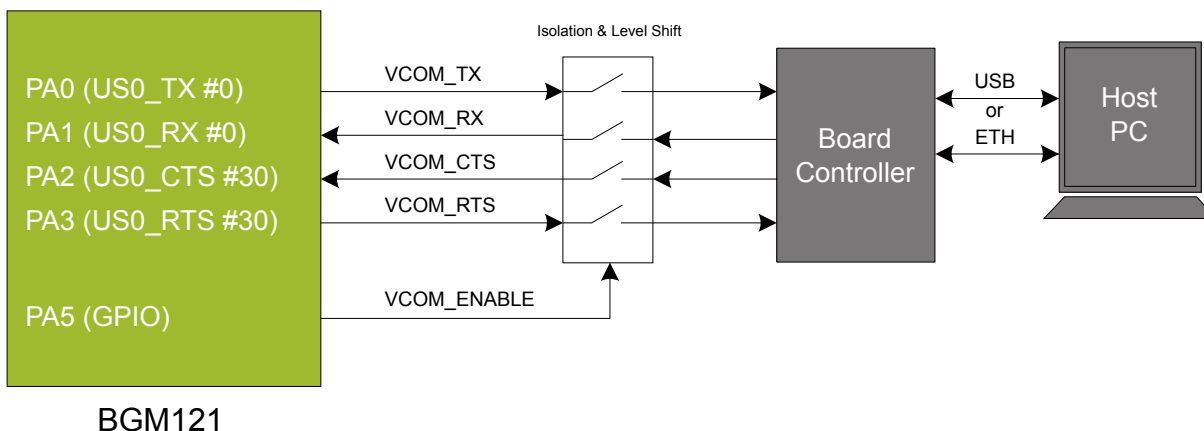 Isolation & Level Shift
PA0 (US0_TX #0)
PA1 (US0_RX #0)
PA2 (US0_CTS #30)
PA3 (US0_RTS #30)
PA5 (GPIO)
VCOM_TX
VCOM_RX
VCOM_CTS
VCOM_RTS
VCOM_ENABLE
Board
Controller
USB
or
ETH
Host
PC
BGM121